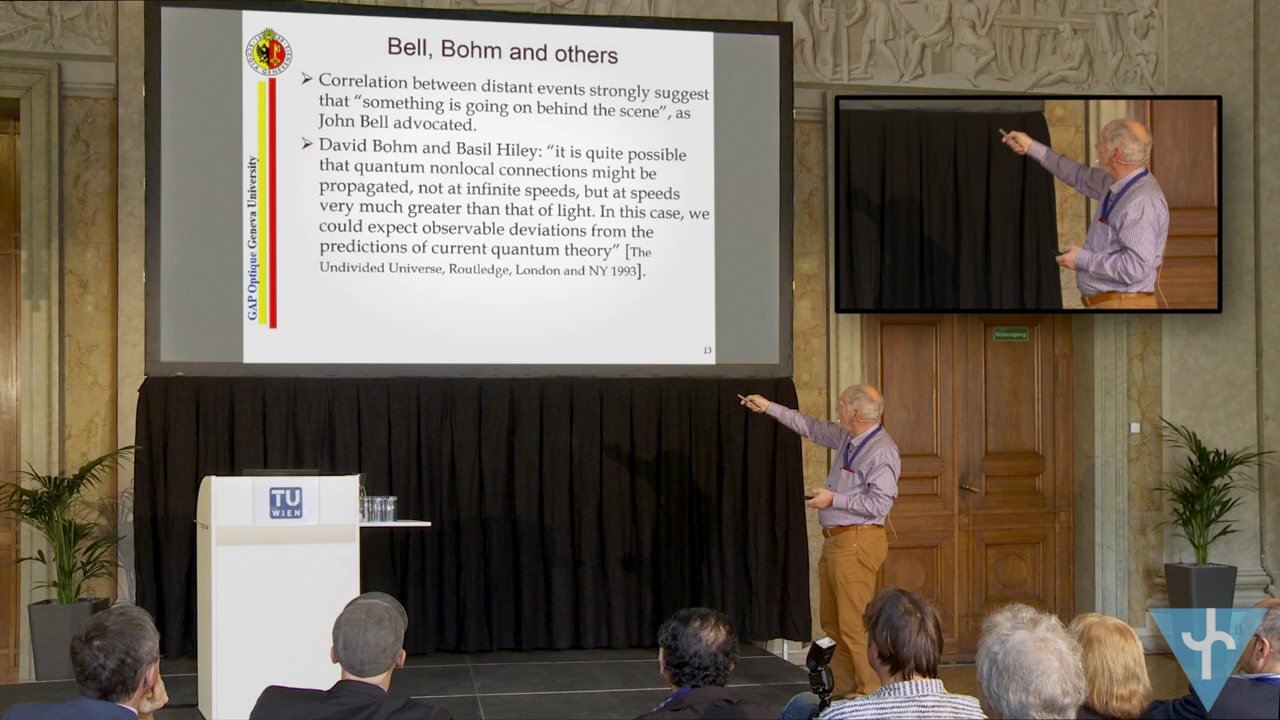 Bell, Bohm and others
➢ Correlation between distant events strongly suggest
that “something is going on behind the scene”, as
John Bell advocated.
➢ David Bohm and Basil Hiley: “it is quite possible
that quantum nonlocal connections might be
propagated, not at infinite speeds, but at speeds
very much greater than that of light. In this case, we
could expect observable deviations from the
predictions of current quantum theory” [The
Undivided Universe, Routledge, London and NY 1993].
GAP Optique Geneva University
13
Notausgang
TU
WIEN